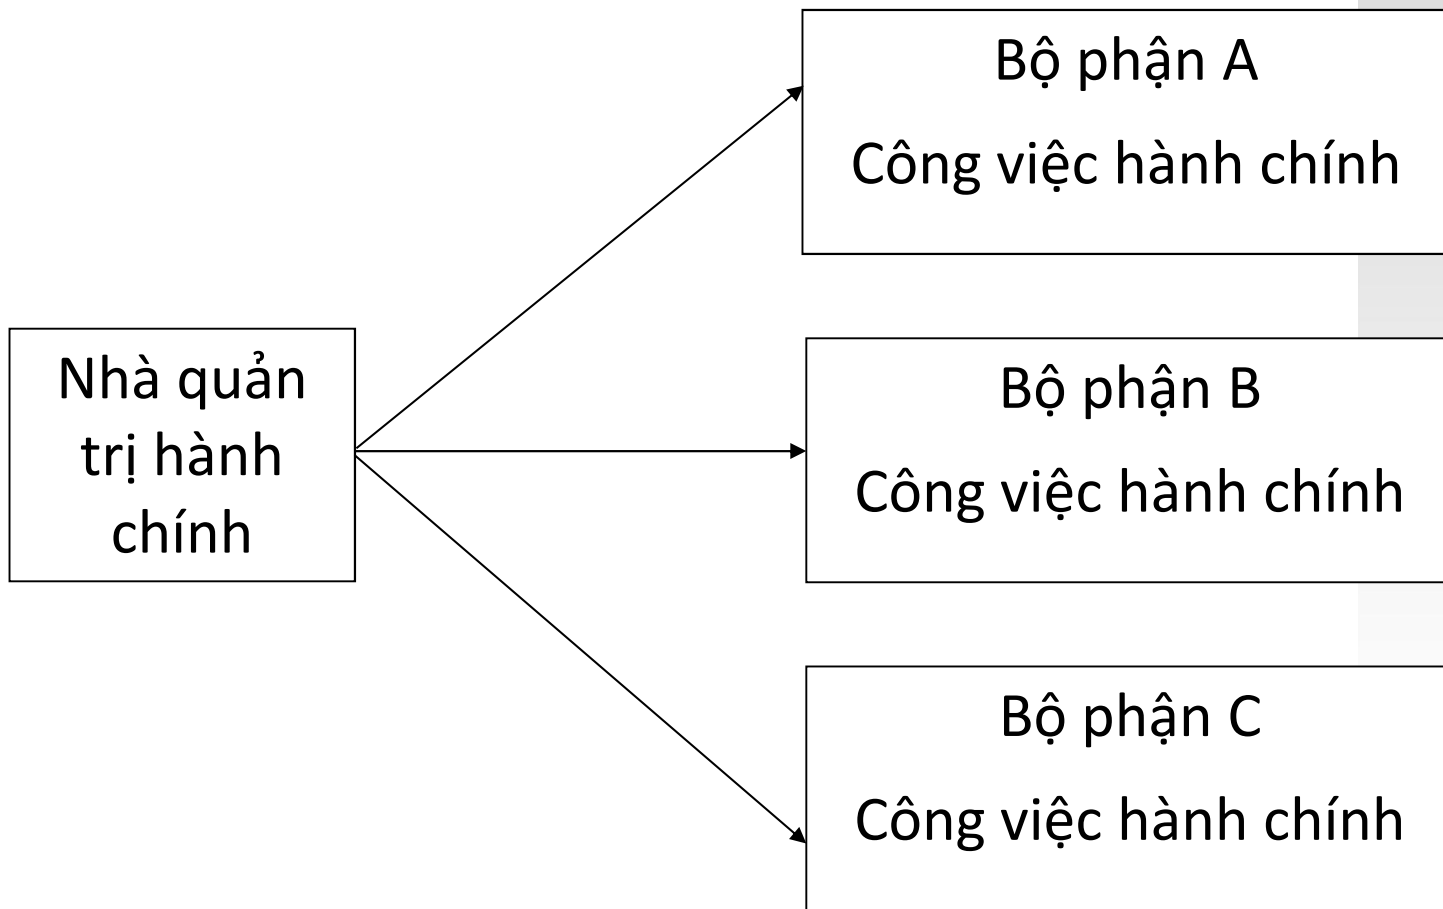 Bộ phận A
Công việc hành chính
Nhà quản
trị hành
chính
Bộ phận B
Công việc hành chính
Bộ phận C
Công việc hành chính